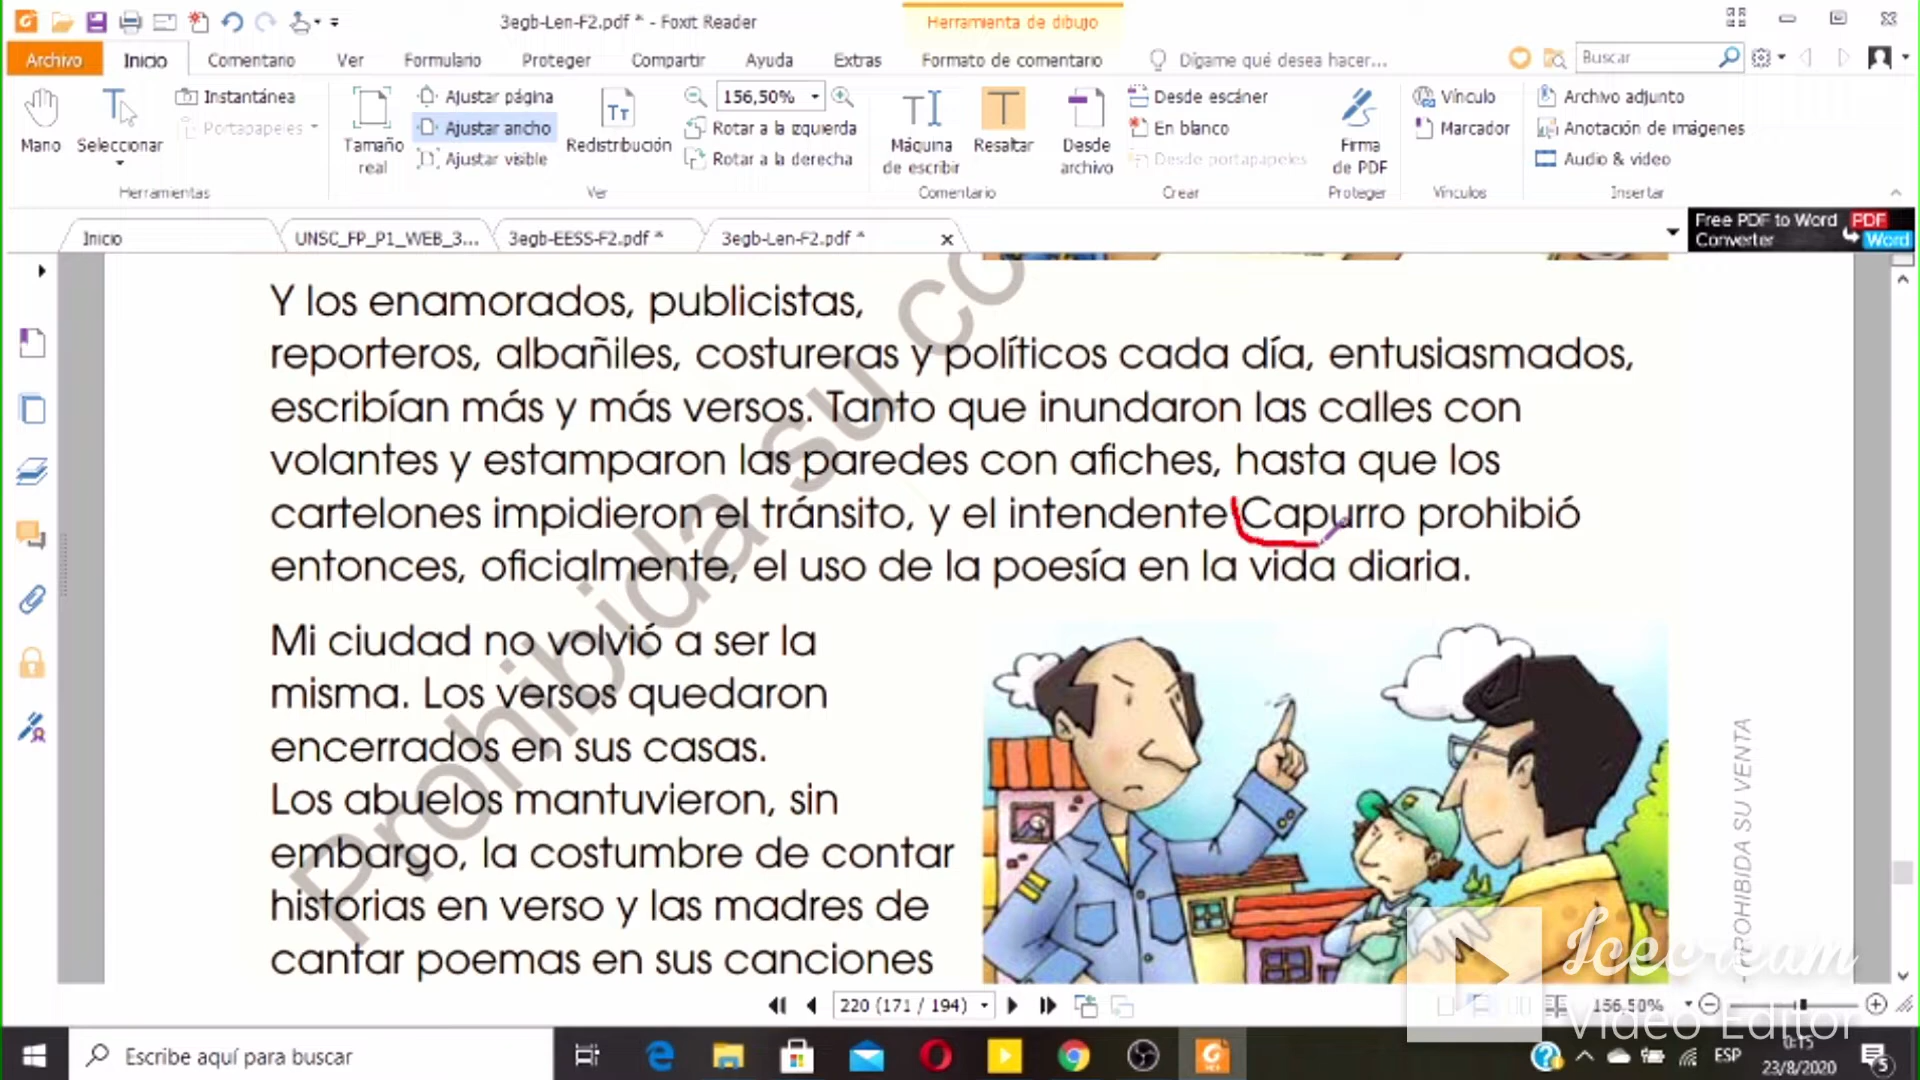 3egb-Len-F2.pdf * - Foxit Reader
Herramienta de dibujo
Archivo Inicio Comentario Ver Formulario Proteger Compartir Ayuda Extras Formato de comentario Dígame qué desea hacer... Buscar
Mano
Seleccionar
Instantánea
Portapapeles
Herramientas
Tamaño real
Ajustar página
Ajustar ancho
Ajustar visible
Redistribución
156,50%
Rotar a la izquierda
Rotar a la derecha
Ver
Máquina de escribir
Resaltar
Comentario
Desde archivo
Desde escáner
En blanco
Desde portapapeles
Crear
Firma de PDF
Proteger
Vínculo
Marcador
Vínculos
Archivo adjunto
Anotación de imágenes
Audio & video
Insertar
Inicio UNSC_FP_P1_WEB_3... 3egb-EESS-F2.pdf * 3egb-Len-F2.pdf *
Free PDF to Word PDF
Converter Word
Y los enamorados, publicistas,
reporteros, albañiles, costureras y políticos cada día, entusiasmados,
escribían más y más versos. Tanto que inundaron las calles con
volantes y estamparon las paredes con afiches, hasta que los
cartelones impidieron el tránsito, y el intendente Capurro prohibió
entonces, oficialmente, el uso de la poesía en la vida diaria.
Mi ciudad no volvió a ser la
misma. Los versos quedaron
encerrados en sus casas.
Los abuelos mantuvieron, sin
embargo, la costumbre de contar
historias en verso y las madres de
cantar poemas en sus canciones
Prohibida su co
PROHIBIDA SU VENTA
Icecream
Video Editor
220 (171 / 194)
156,50%
Escribe aquí para buscar
ESP
0:15
23/8/2020
5